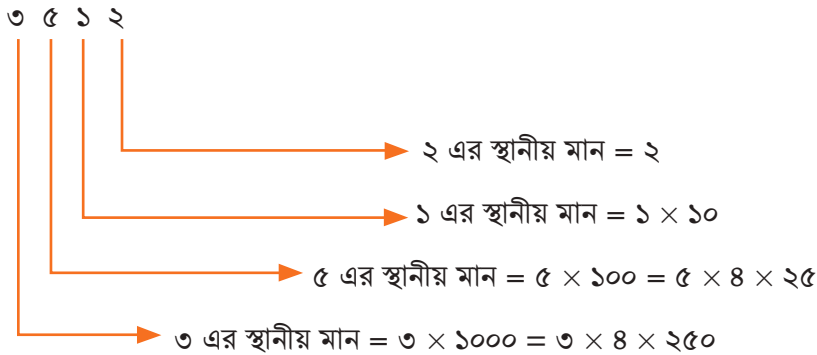 ৩ ৫ ১ ২
২ এর স্থানীয় মান = ২
১ এর স্থানীয় মান = ১ × ১০
৫ এর স্থানীয় মান = ৫ × ১০০ = ৫ × ৪ × ২৫
৩ এর স্থানীয় মান = ৩ × ১০০০ = ৩ × ৪ × ২৫০